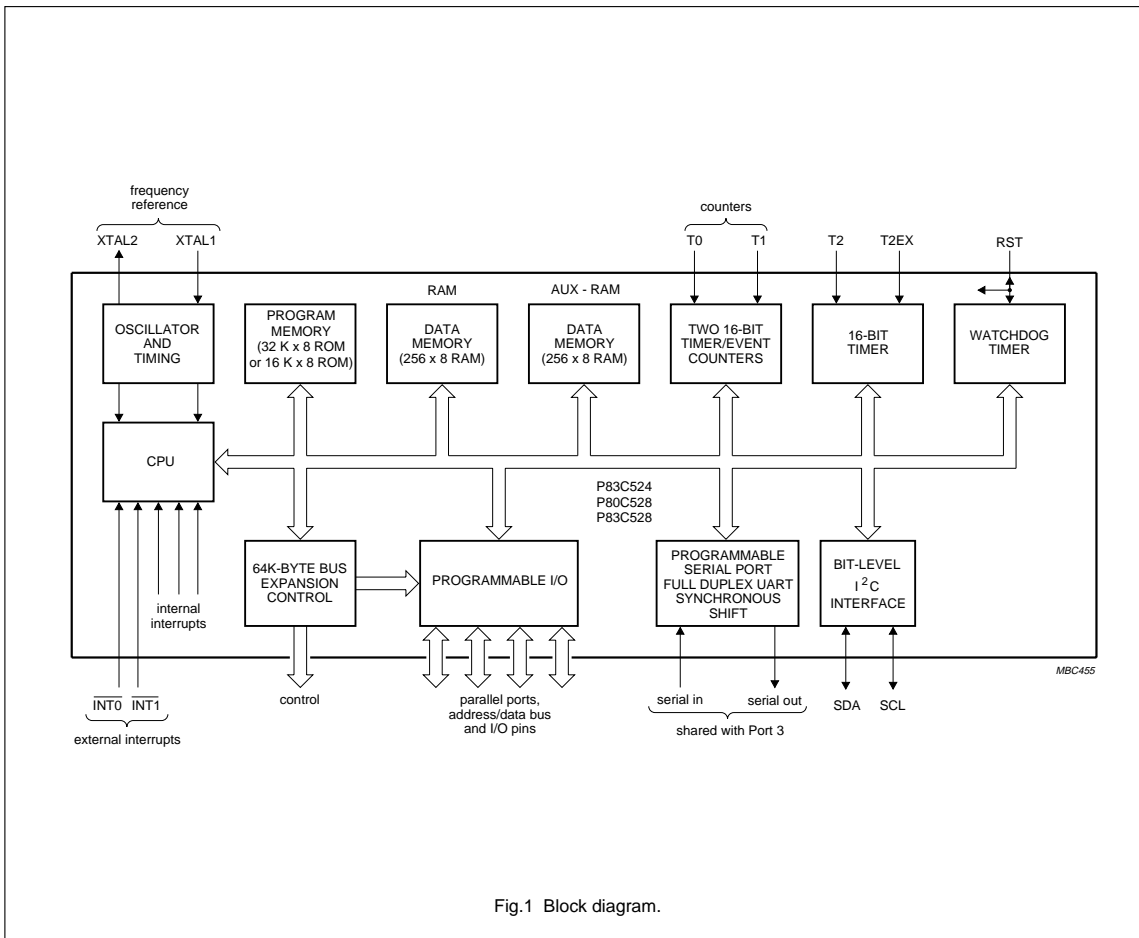 frequency
reference
counters
XTAL2 XTAL1 T0 T1 T2 T2EX RST
RAM AUX - RAM
OSCILLATOR
AND
TIMING
PROGRAM
MEMORY
(32 K x 8 ROM
or 16 K x 8 ROM)
DATA
MEMORY
(256 x 8 RAM)
DATA
MEMORY
(256 x 8 RAM)
TWO 16-BIT
TIMER/EVENT
COUNTERS
16-BIT
TIMER
WATCHDOG
TIMER
CPU
P83C524
P80C528
P83C528
64K-BYTE BUS
EXPANSION
CONTROL
PROGRAMMABLE I/O
PROGRAMMABLE
SERIAL PORT
FULL DUPLEX UART
SYNCHRONOUS
SHIFT
BIT-LEVEL
I²C
INTERFACE
internal
interrupts
MBC455
INT0 INT1
external interrupts
control
parallel ports,
address/data bus
and I/O pins
serial in serial out
shared with Port 3
SDA SCL
Fig.1 Block diagram.